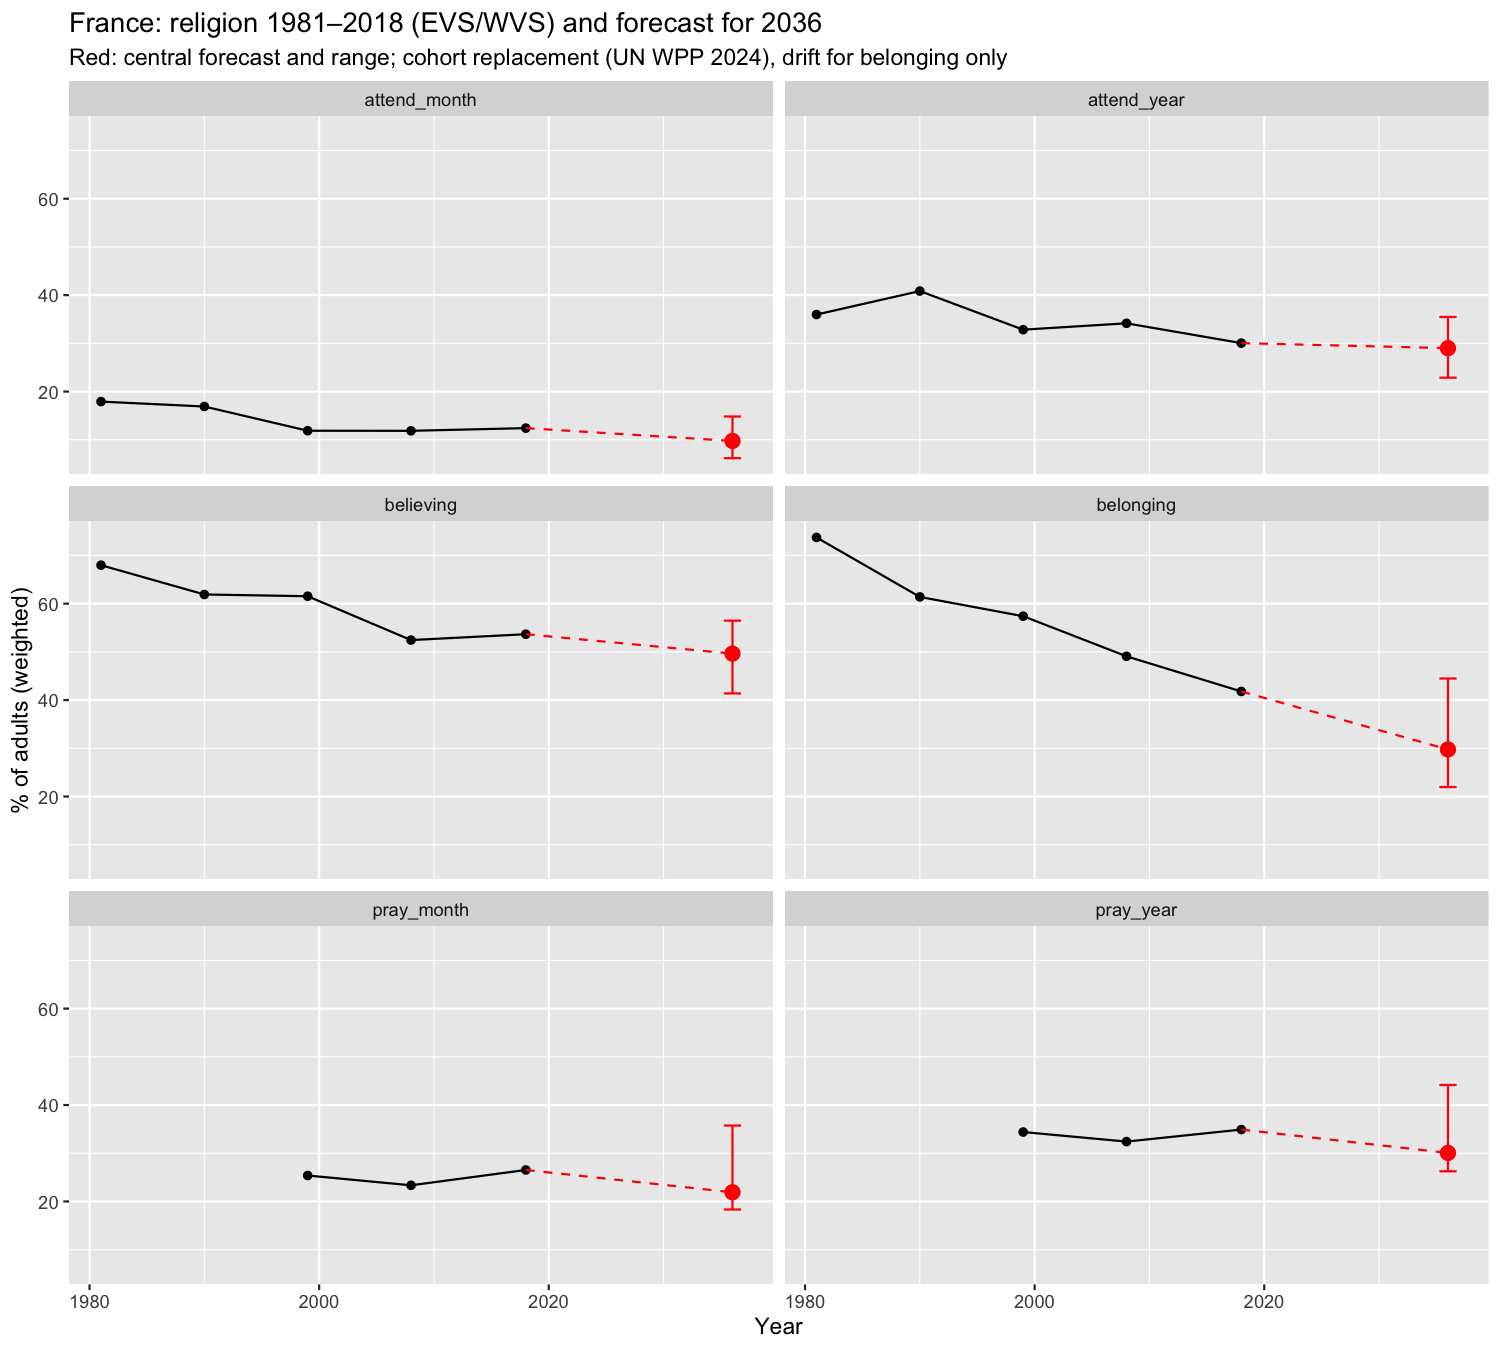 France: religion 1981–2018 (EVS/WVS) and forecast for 2036
Red: central forecast and range; cohort replacement (UN WPP 2024), drift for belonging only
attend_month
attend_year
60
40
20
believing
belonging
60
40
20
% of adults (weighted)
pray_month
pray_year
60
40
20
1980
2000
2020
1980
2000
2020
Year